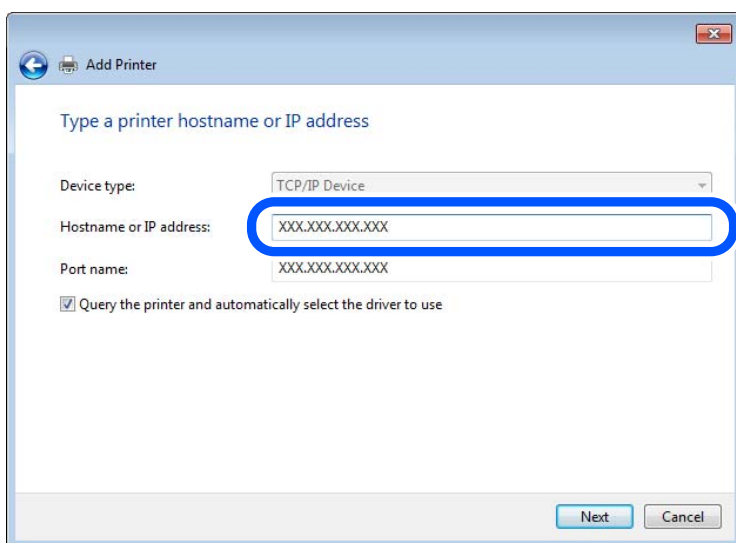 Add Printer
Type a printer hostname or IP address
Device type: TCP/IP Device
Hostname or IP address: XXX.XXX.XXX.XXX
Port name: XXX.XXX.XXX.XXX
Query the printer and automatically select the driver to use
Next Cancel